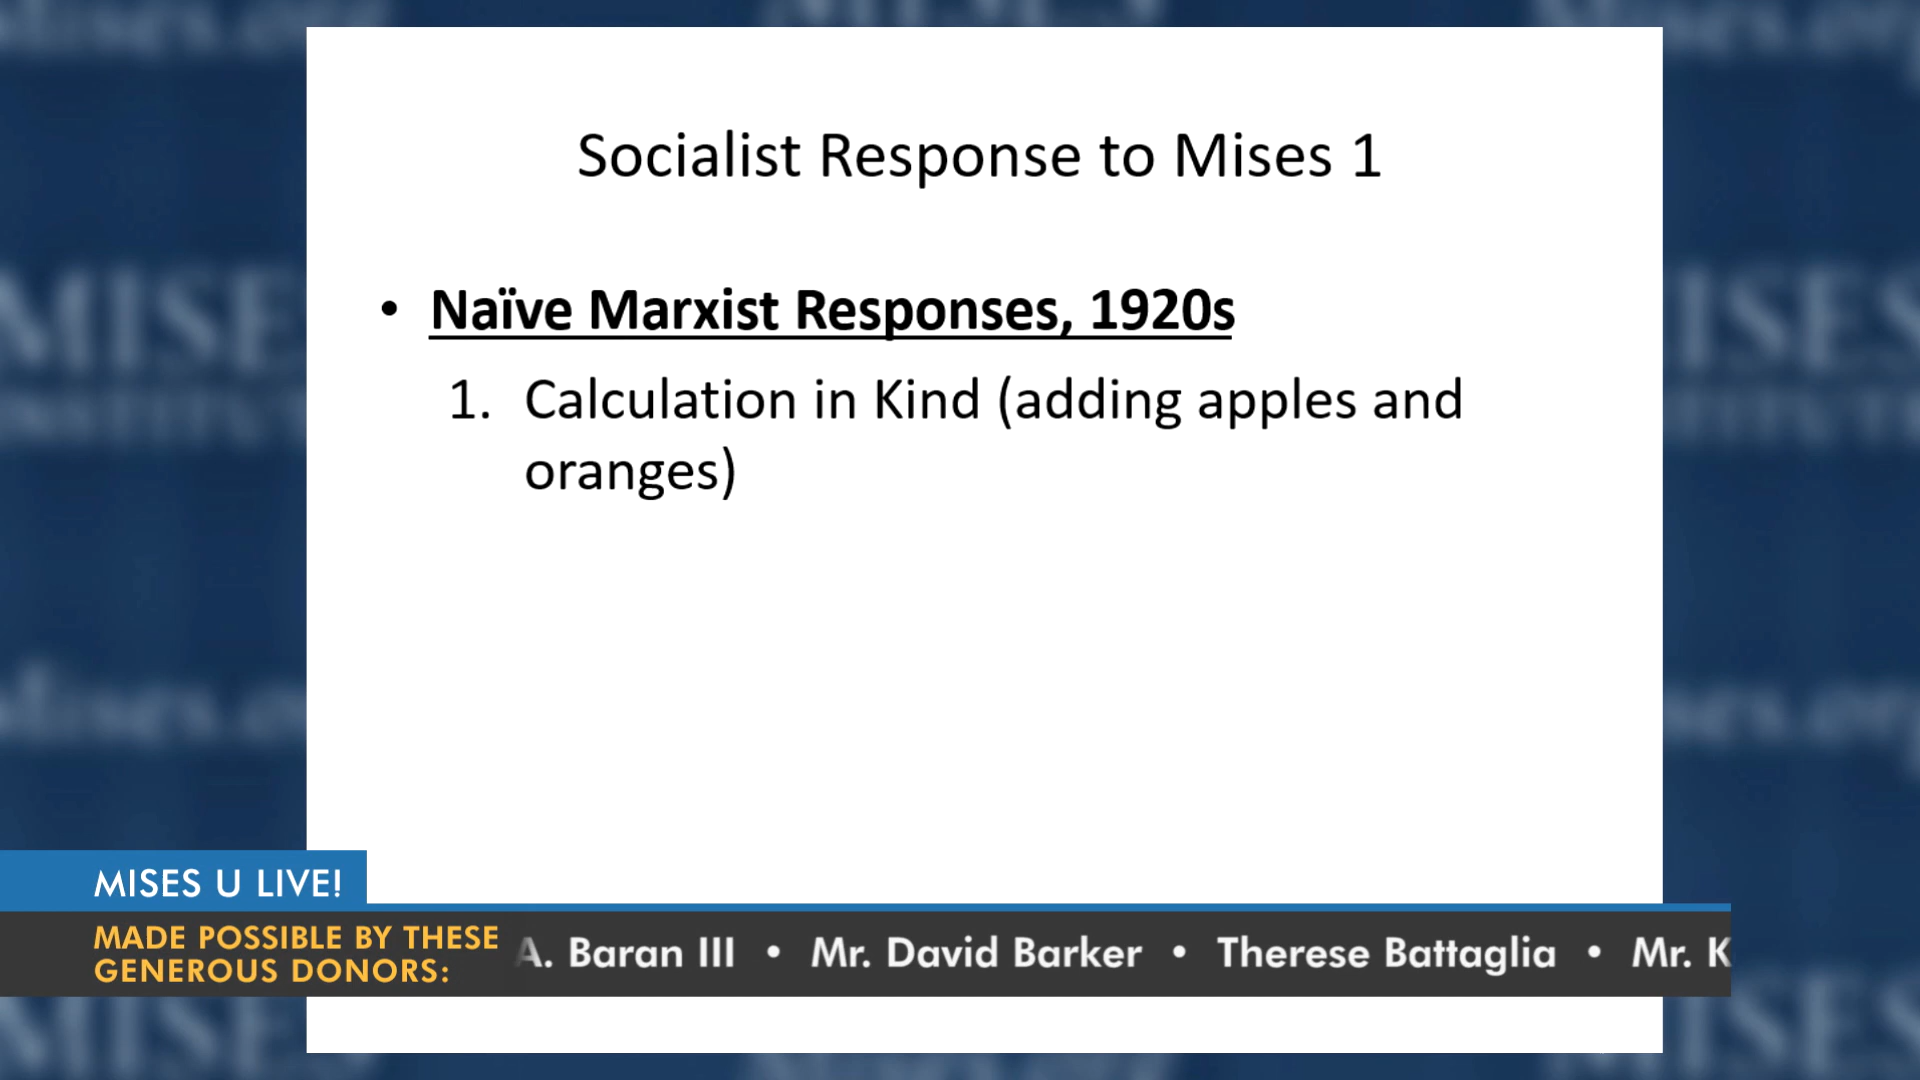 Socialist Response to Mises 1
• Naïve Marxist Responses, 1920s
1. Calculation in Kind (adding apples and
oranges)
MISES U LIVE!
MADE POSSIBLE BY THESE
GENEROUS DONORS:
A. Baran III • Mr. David Barker • Therese Battaglia • Mr. K